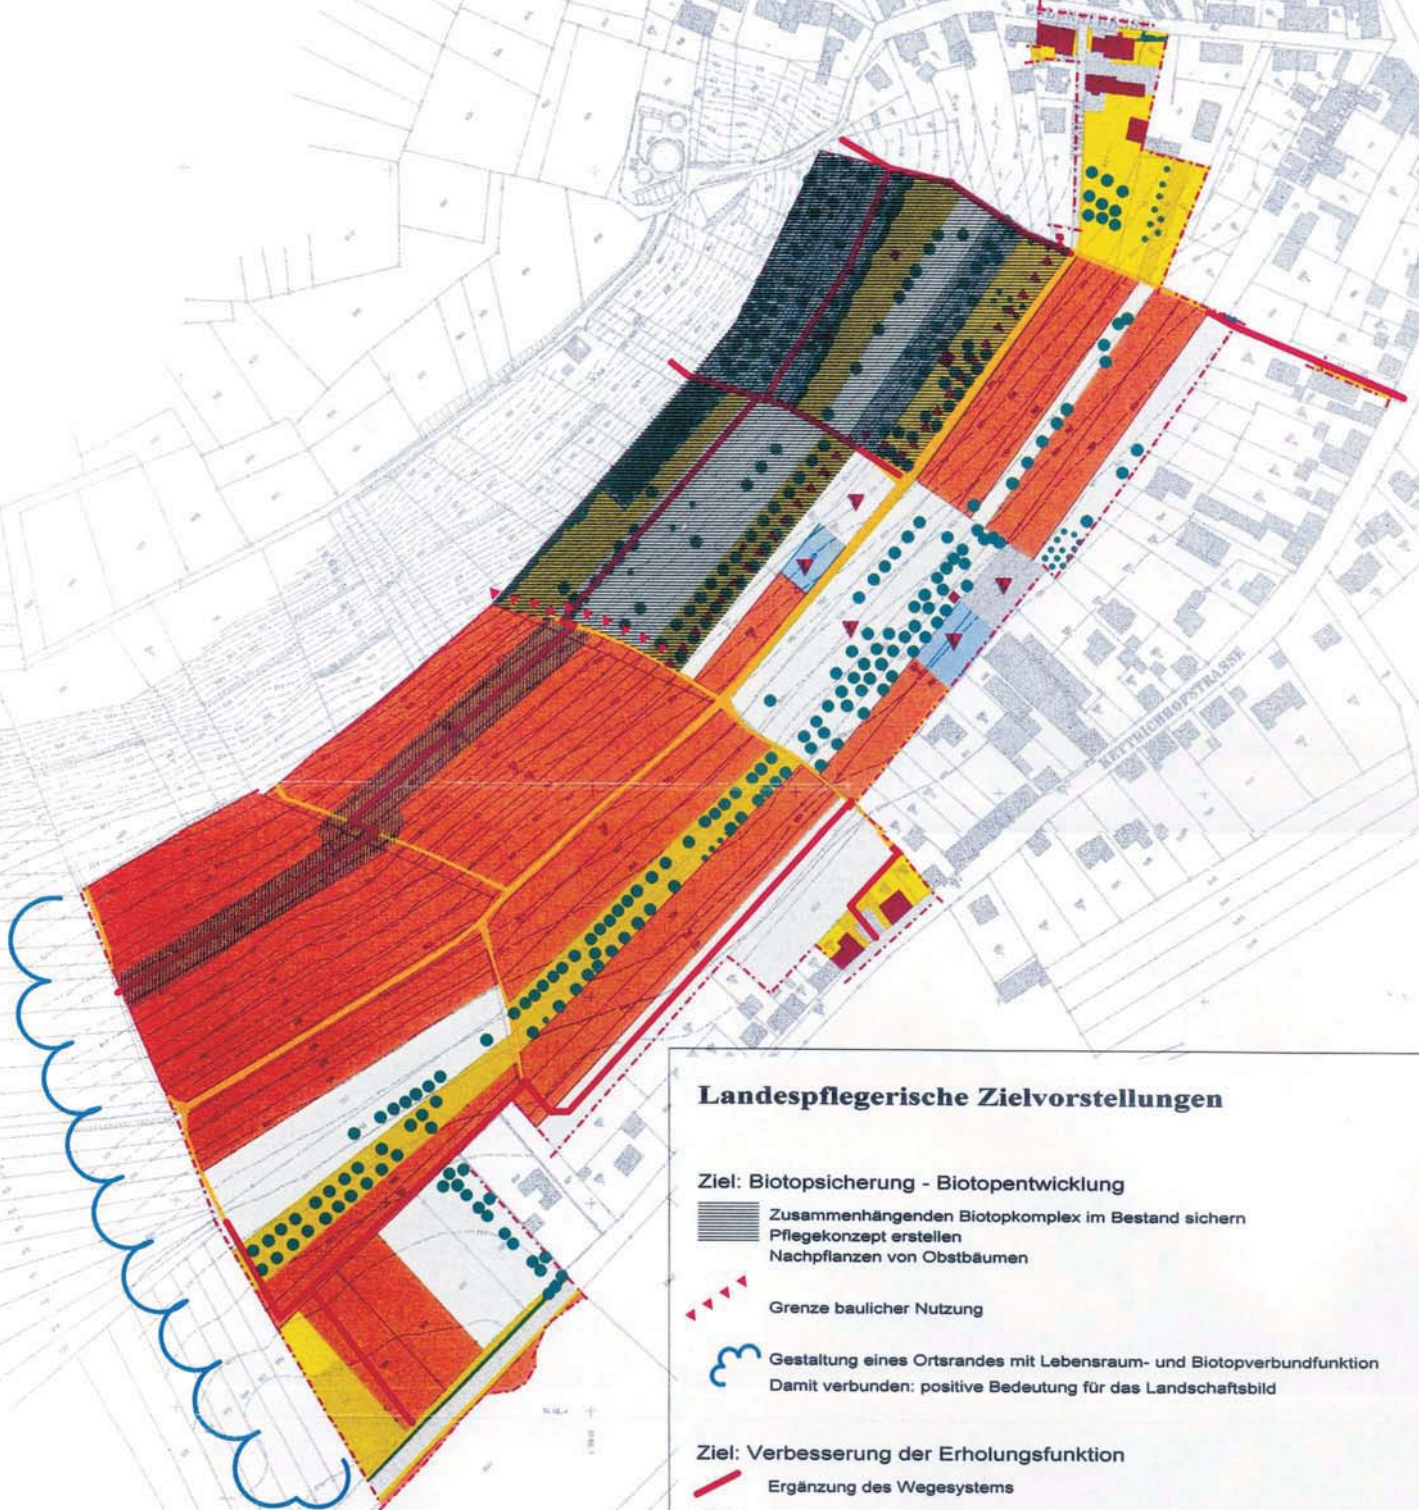 RETTRICHHOFSTRASSE
Landespflegerische Zielvorstellungen
Ziel: Biotopsicherung - Biotopentwicklung
Zusammenhängenden Biotopkomplex im Bestand sichern
Pflegekonzept erstellen
Nachpflanzen von Obstbäumen
Grenze baulicher Nutzung
Gestaltung eines Ortsrandes mit Lebensraum- und Biotopverbundfunktion
Damit verbunden: positive Bedeutung für das Landschaftsbild
Ziel: Verbesserung der Erholungsfunktion
Ergänzung des Wegesystems